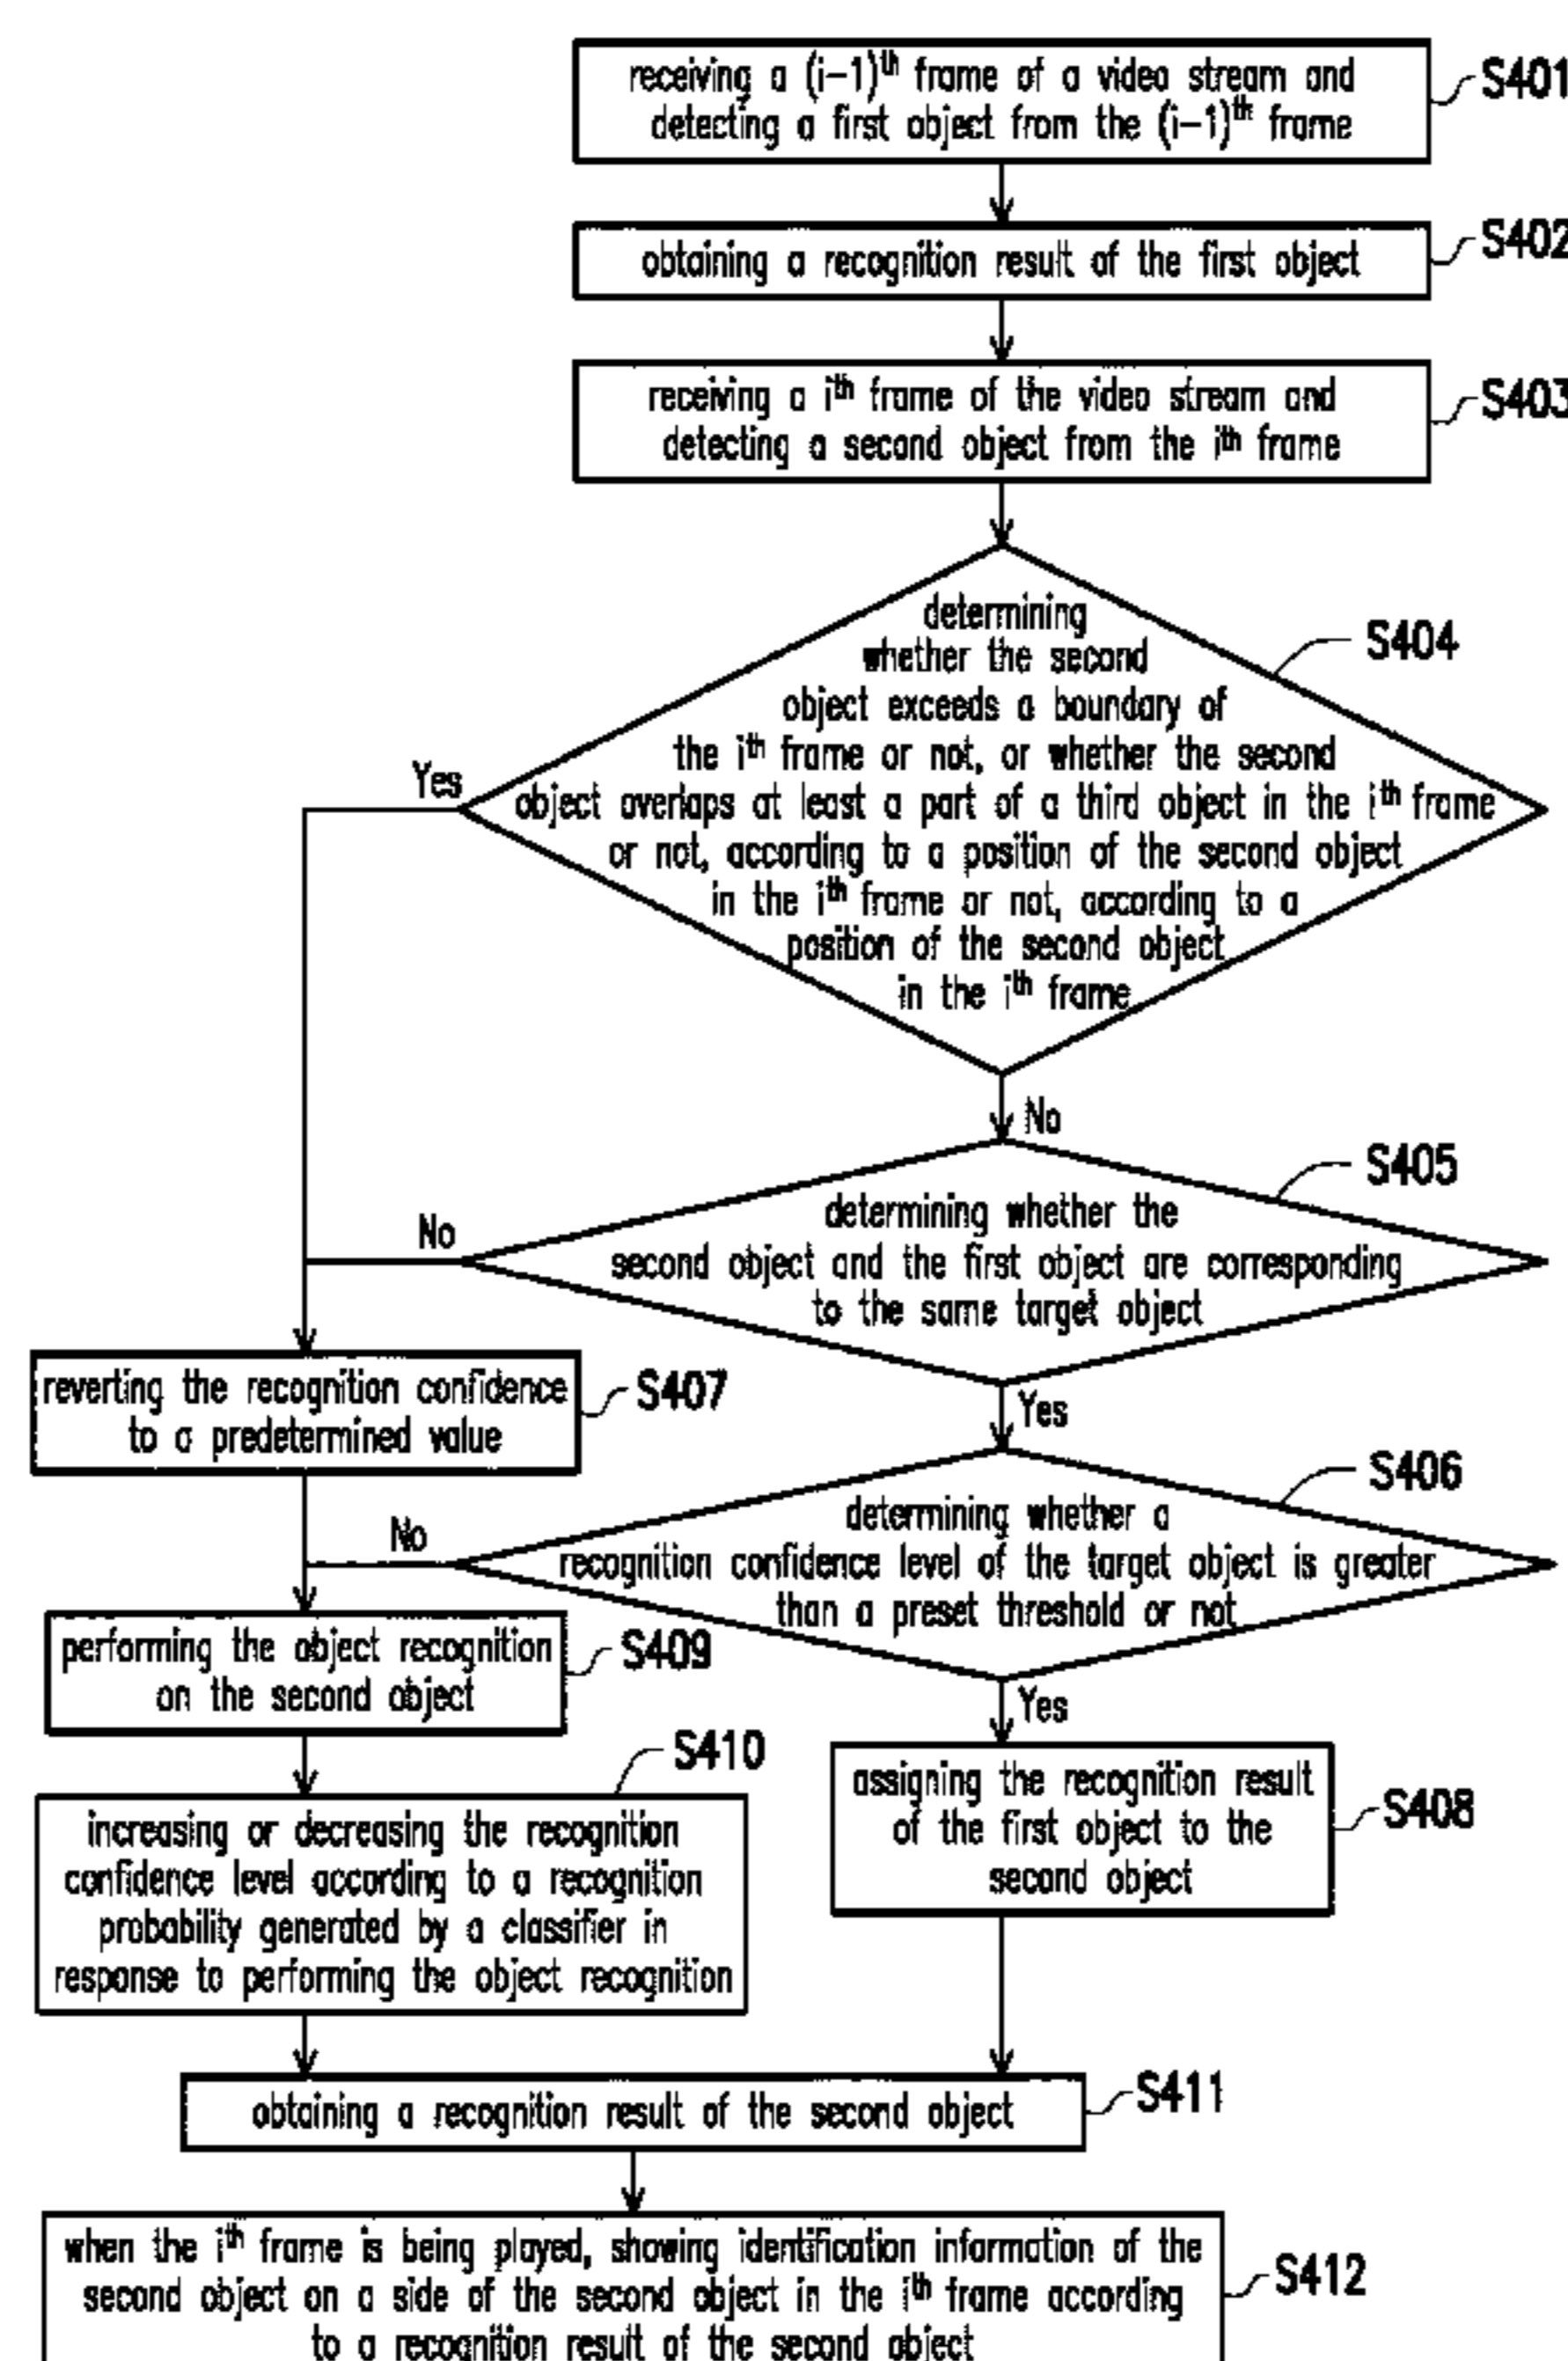 receiving a (i-1)th frame of a video stream and
detecting a first object from the (i-1)th frame
S401
obtaining a recognition result of the first object
S402
receiving a ith frame of the video stream and
detecting a second object from the ith frame
S403
determining
whether the second
object exceeds a boundary of
the ith frame or not, or whether the second
object overlaps at least a part of a third object in the ith frame
or not, according to a position of the second object
in the ith frame or not, according to a
position of the second object
in the ith frame
S404
Yes
No
determining whether the
second object and the first object are corresponding
to the same target object
S405
No
Yes
reverting the recognition confidence
to a predetermined value
S407
determining whether a
recognition confidence level of the target object is greater
than a preset threshold or not
S406
No
Yes
performing the object recognition
on the second object
S409
increasing or decreasing the recognition
confidence level according to a recognition
probability generated by a classifier in
response to performing the object recognition
S410
assigning the recognition result
of the first object to the
second object
S408
obtaining a recognition result of the second object
S411
when the ith frame is being played, showing identification information of the
second object on a side of the second object in the ith frame according
to a recognition result of the second object
S412